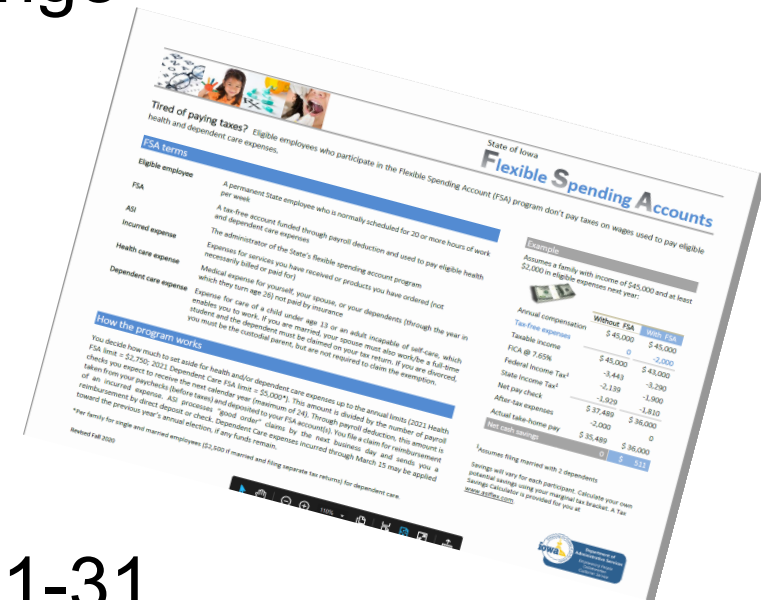 State of Iowa
Flexible Spending Accounts
Tired of paying taxes? Eligible employees who participate in the Flexible Spending Account (FSA) program don't pay taxes on wages used to pay eligible
health and dependent care expenses.
FSA terms
Eligible employee
A permanent State employee who is normally scheduled for 20 or more hours of work
per week
FSA
A tax-free account funded through payroll deduction and used to pay eligible health
and dependent care expenses
ASI
The administrator of the State's flexible spending account program
Incurred expense
Expenses for services you have received or products you have ordered (not
necessarily billed or paid for)
Health care expense
Medical expense for yourself, your spouse, or your dependents (through the year in
which they turn age 26) not paid by insurance
Dependent care expense
Expense for care of a child under age 13 or an adult incapable of self-care, which
enables you to work. If you are married, your spouse must also work/be a full-time
student and the dependent must be claimed on your tax return. If you are divorced,
you must be the custodial parent, but are not required to claim the exemption.
How the program works
You decide how much to set aside for health and/or dependent care expenses up to the annual limits (2021 Health
FSA limit = $2,750; 2021 Dependent Care FSA limit = $5,000*). This amount is divided by the number of payroll
checks you expect to receive the next calendar year (maximum of 24). Through payroll deduction, this amount is
taken from your paychecks (before taxes) and deposited to your FSA account(s). You file a claim for reimbursement
of an incurred expense. ASI processes "good order" claims by the next business day and sends you a
reimbursement by direct deposit or check. Dependent Care expenses incurred through March 15 may be applied
toward the previous year's annual election, if any funds remain.
*Per family for single and married employees ($2,500 if married and filing separate tax returns) for dependent care.
Revised Fall 2020
Example
Assumes a family with income of $45,000 and at least
$2,000 in eligible expenses next year:
Without FSA With FSA
Annual compensation $ 45,000 $ 45,000
Tax-free expenses 0 -2,000
Taxable income $ 45,000 $ 43,000
FICA @ 7.65% -3,443 -3,290
Federal Income Tax¹ -2,139 -1,900
State Income Tax¹ -1,929 -1,810
Net pay check $ 37,489 $ 36,000
After-tax expenses -2,000 0
Actual take-home pay $ 35,489 $ 36,000
Net cash savings 0 $ 511
¹Assumes filing married with 2 dependents
Savings will vary for each participant. Calculate your own
potential savings using your marginal tax bracket. A Tax
Savings Calculator is provided for you at
www.asiflex.com.
iowa
Department of
Administrative Services
110%
1-31